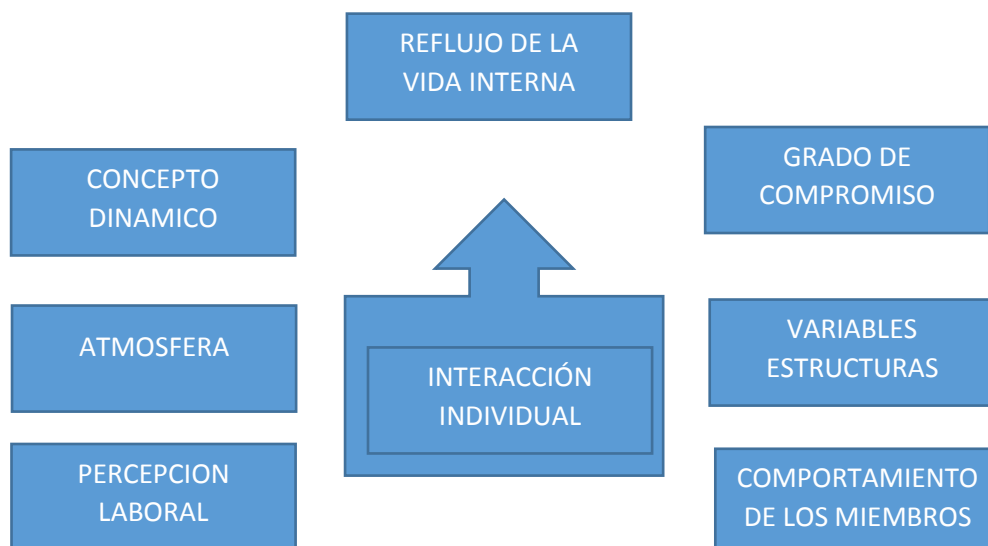 REFLUJO DE LA
VIDA INTERNA
CONCEPTO
DINAMICO
GRADO DE
COMPROMISO
ATMOSFERA
INTERACCIÓN
INDIVIDUAL
VARIABLES
ESTRUCTURAS
PERCEPCION
LABORAL
COMPORTAMIENTO
DE LOS MIEMBROS